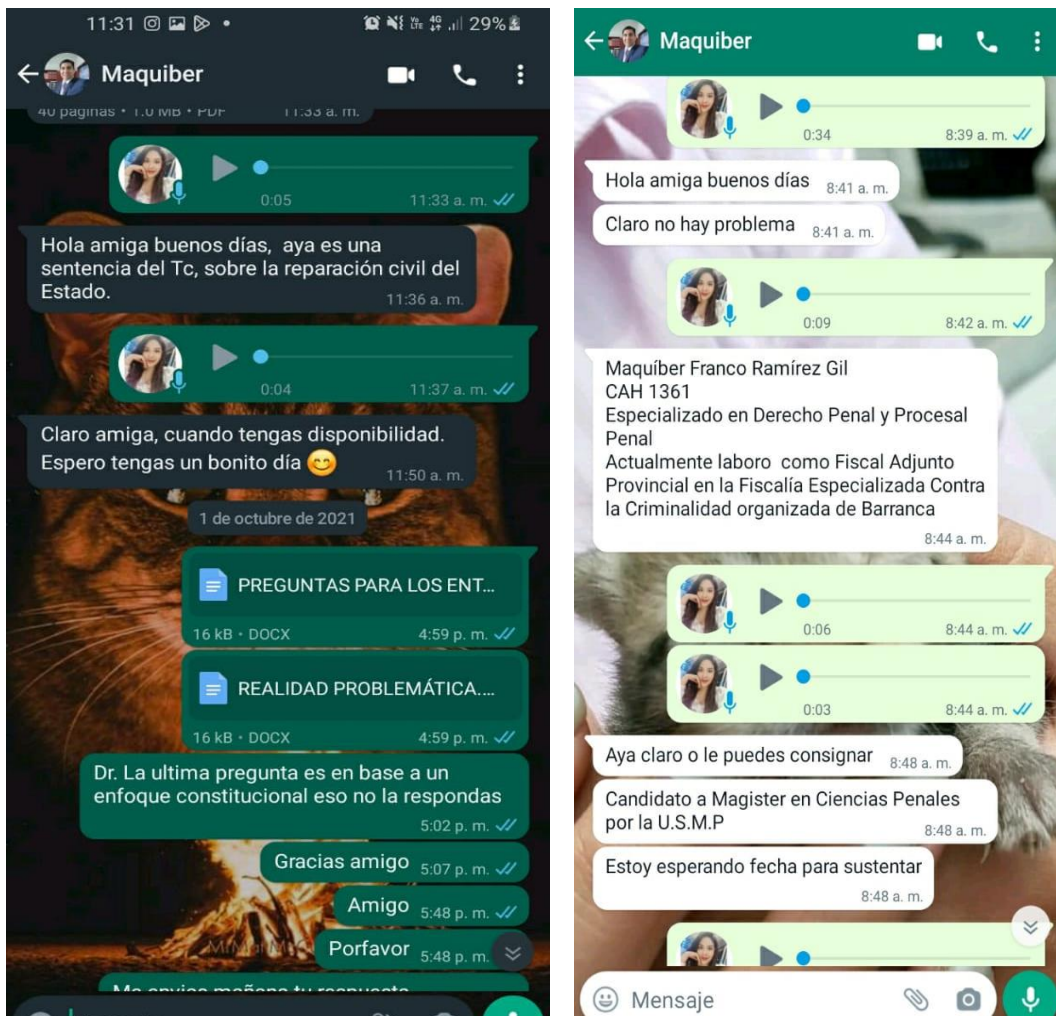 11:31
29%
Maquiber
40 páginas • 1.0 MB • PDF 11:33 a. m.
0:05 11:33 a. m.
Hola amiga buenos días, aya es una
sentencia del Tc, sobre la reparación civil del
Estado.
11:36 a. m.
0:04 11:37 a. m.
Claro amiga, cuando tengas disponibilidad.
Espero tengas un bonito día 😊
11:50 a. m.
1 de octubre de 2021
PREGUNTAS PARA LOS ENT...
16 kB • DOCX 4:59 p. m.
REALIDAD PROBLEMÁTICA....
16 kB • DOCX 4:59 p. m.
Dr. La ultima pregunta es en base a un
enfoque constitucional eso no la respondas
5:02 p. m.
Gracias amigo 5:07 p. m.
Amigo 5:48 p. m.
Porfavor 5:48 p. m.
Me envias mañana tu respuesta
Maquiber
0:34 8:39 a. m.
Hola amiga buenos días 8:41 a. m.
Claro no hay problema 8:41 a. m.
0:09 8:42 a. m.
Maquíber Franco Ramírez Gil
CAH 1361
Especializado en Derecho Penal y Procesal
Penal
Actualmente laboro como Fiscal Adjunto
Provincial en la Fiscalía Especializada Contra
la Criminalidad organizada de Barranca
8:44 a. m.
0:06 8:44 a. m.
0:03 8:44 a. m.
Aya claro o le puedes consignar 8:48 a. m.
Candidato a Magister en Ciencias Penales
por la U.S.M.P
8:48 a. m.
Estoy esperando fecha para sustentar
8:48 a. m.
Mensaje